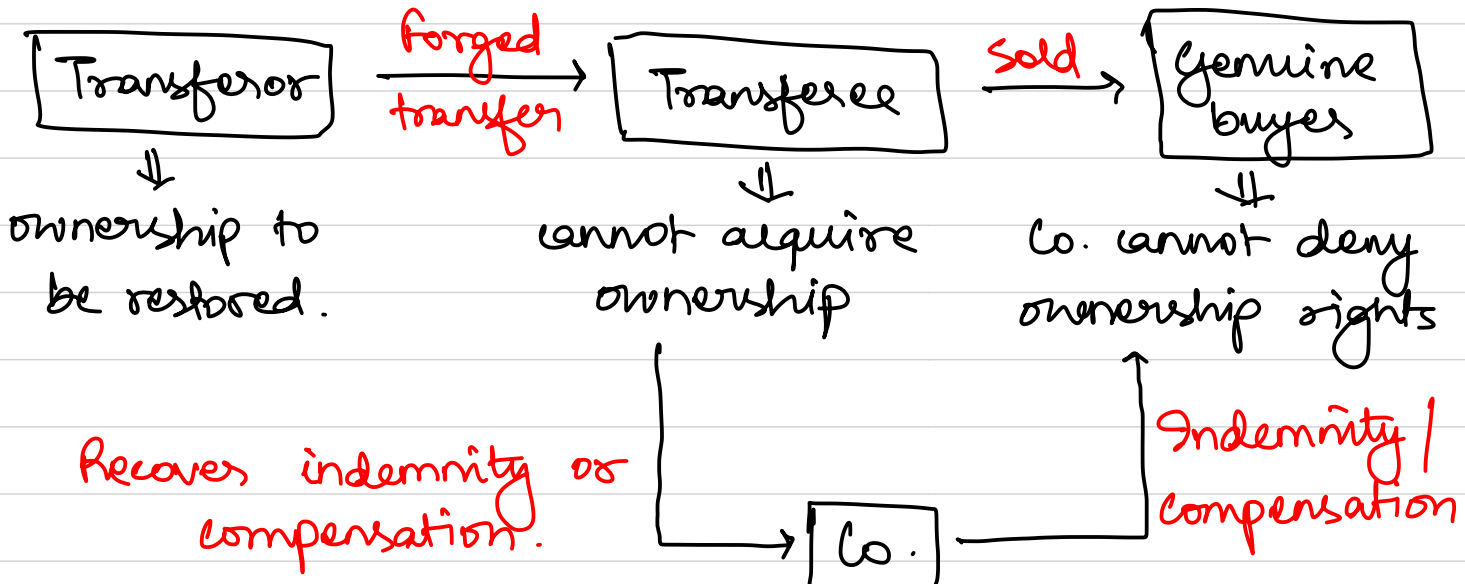 Transferor
Forged
transfer
Transferee
Sold
Genuine
buyer
ownership to
be restored.
cannot acquire
ownership
Co. cannot deny
ownership rights
Recover indemnity or
compensation.
Indemnity /
compensation
Co.